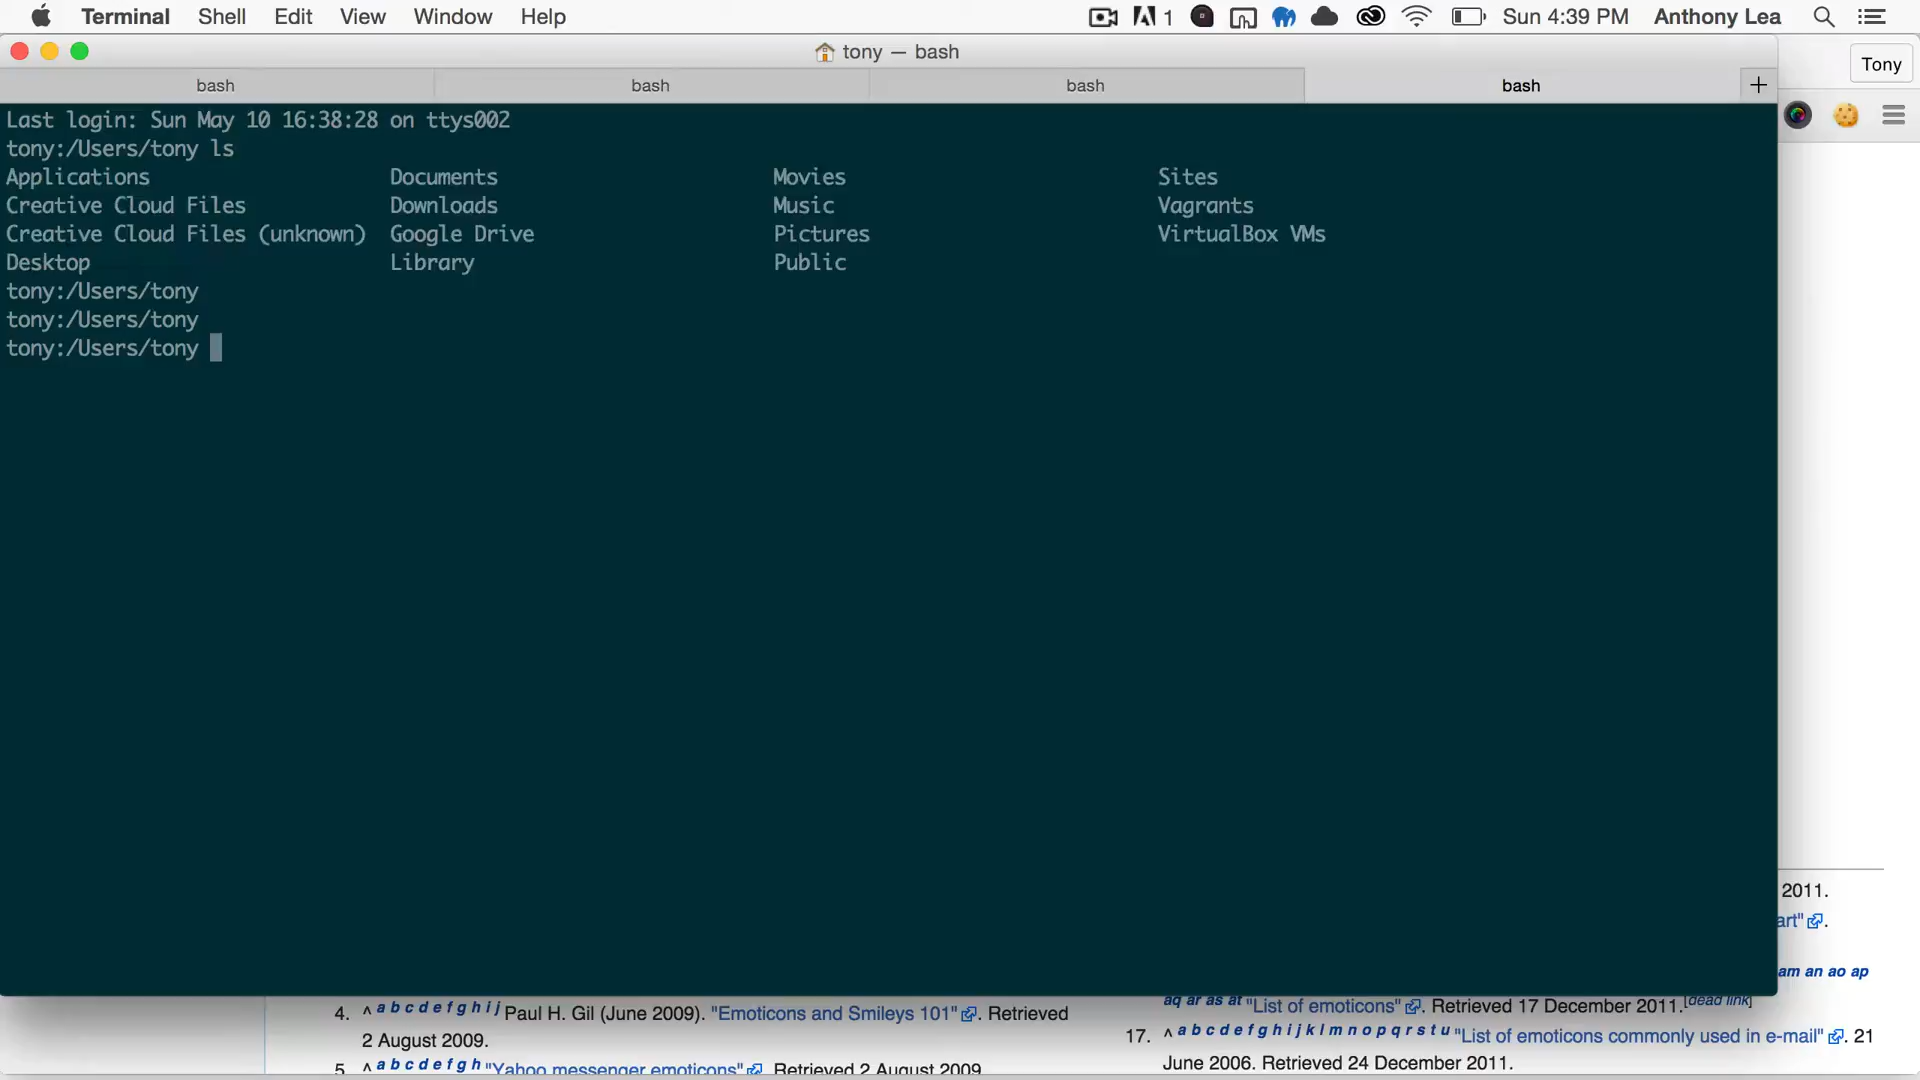 Terminal Shell Edit View Window Help 1 Sun 4:39 PM Anthony Lea
tony — bash
Tony
bash bash bash bash +
Last login: Sun May 10 16:38:28 on ttys002
tony:/Users/tony ls
Applications Documents Movies Sites
Creative Cloud Files Downloads Music Vagrants
Creative Cloud Files (unknown) Google Drive Pictures VirtualBox VMs
Desktop Library Public
tony:/Users/tony
tony:/Users/tony
tony:/Users/tony
2011.
art".
am an ao ap
aq ar as at "List of emoticons". Retrieved 17 December 2011.[dead link]
4. ^ a b c d e f g h i j Paul H. Gil (June 2009). "Emoticons and Smileys 101". Retrieved
2 August 2009.
17. ^ a b c d e f g h i j k l m n o p q r s t u "List of emoticons commonly used in e-mail". 21
June 2006. Retrieved 24 December 2011.
5. ^ a b c d e f g h "Yahoo messenger emoticons". Retrieved 2 August 2009.